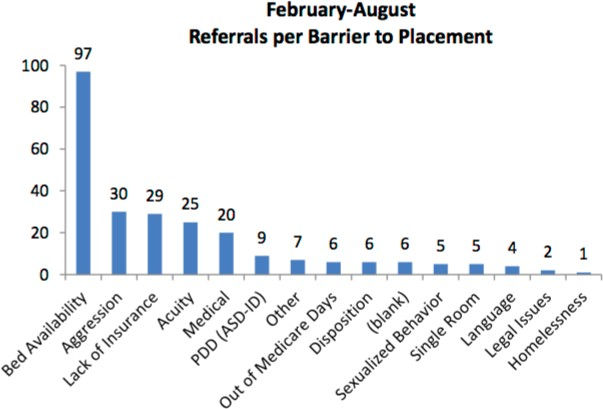 February-August
Referrals per Barrier to Placement
97
100
80
60
40
20
0
30
29
25
20
9
7
6
6
6
5
5
4
2
1
Bed Availability
Aggression
Lack of Insurance
Acuity
Medical
PDD (ASD-ID)
Other
Out of Medicare Days
Disposition
(blank)
Sexualized Behavior
Single Room
Language
Legal Issues
Homelessness